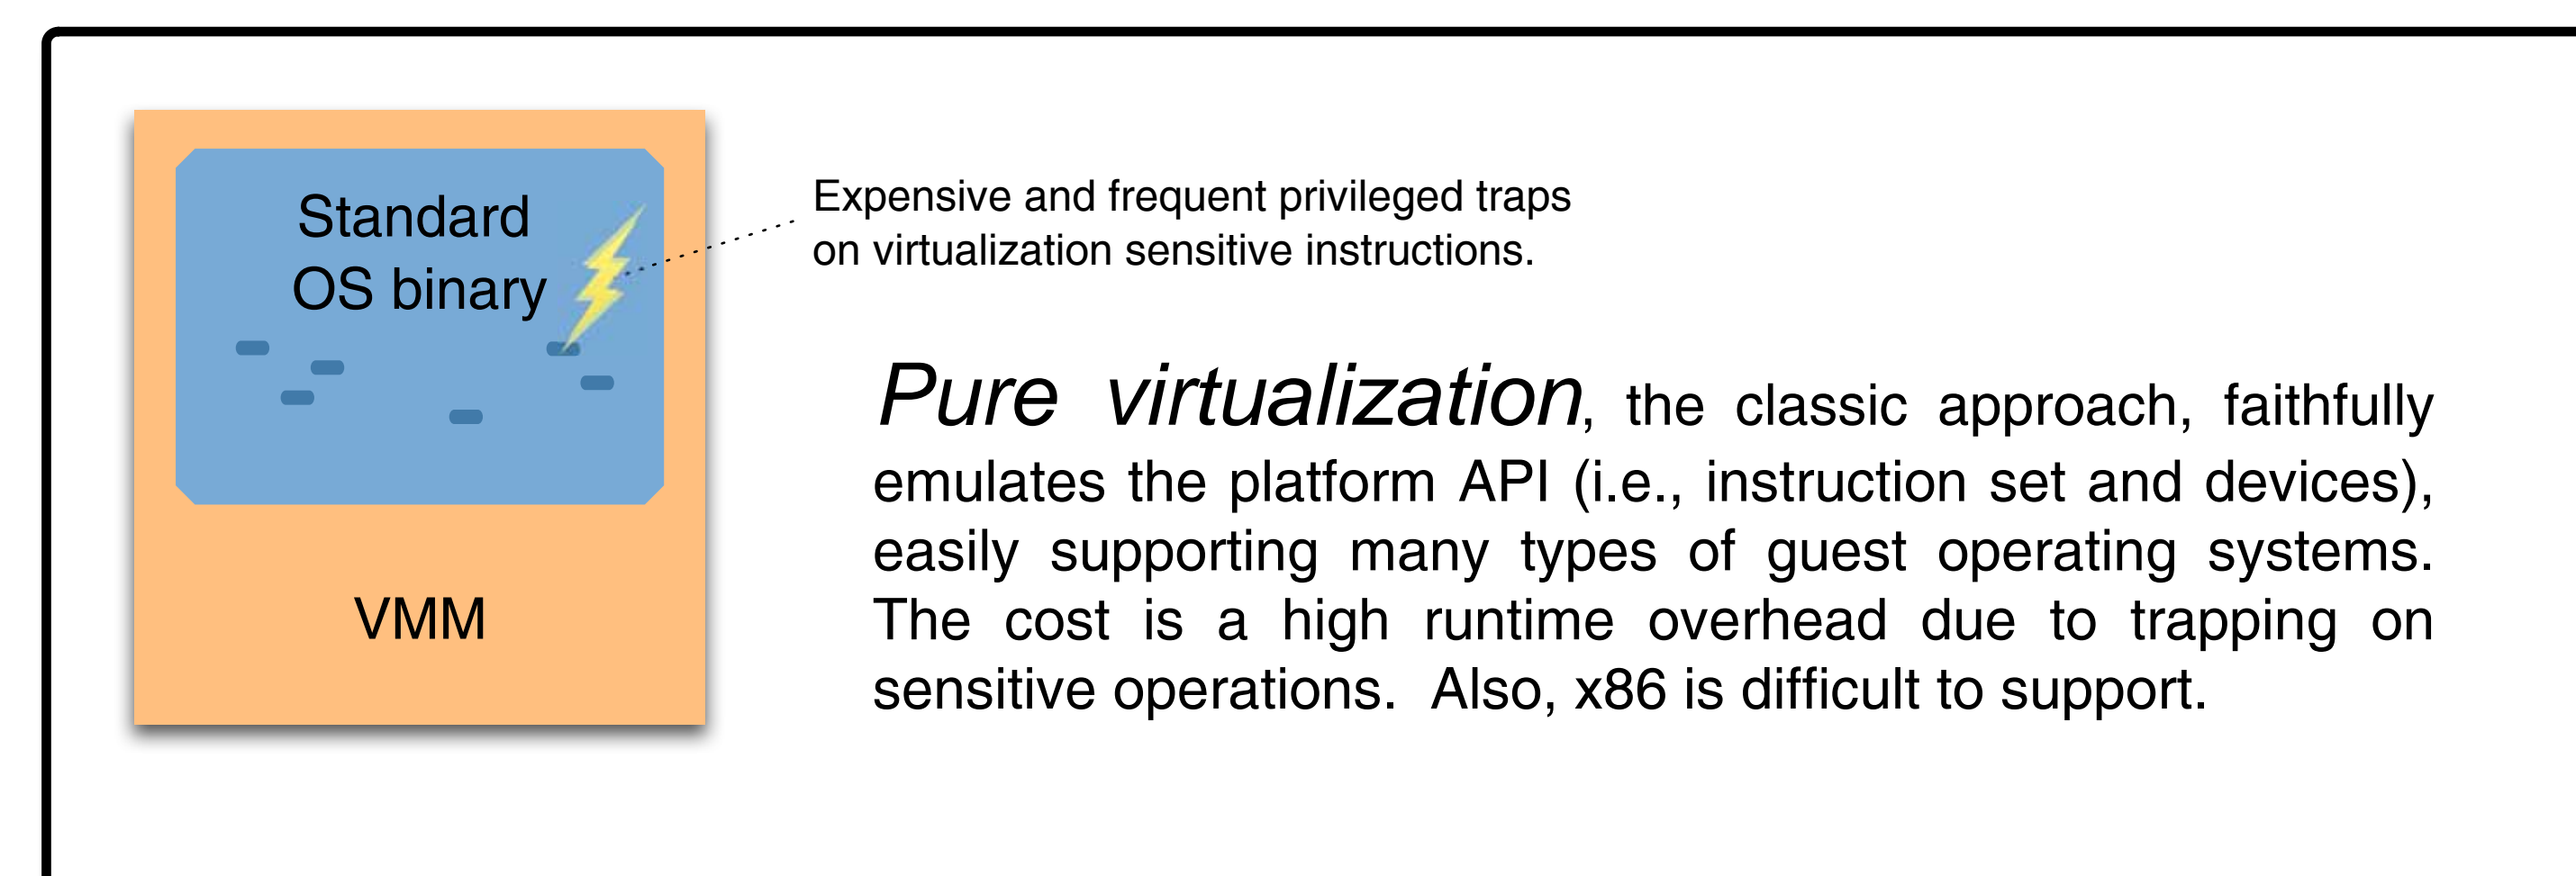 Standard
OS binary
VMM
Expensive and frequent privileged traps
on virtualization sensitive instructions.
Pure virtualization, the classic approach, faithfully
emulates the platform API (i.e., instruction set and devices),
easily supporting many types of guest operating systems.
The cost is a high runtime overhead due to trapping on
sensitive operations. Also, x86 is difficult to support.